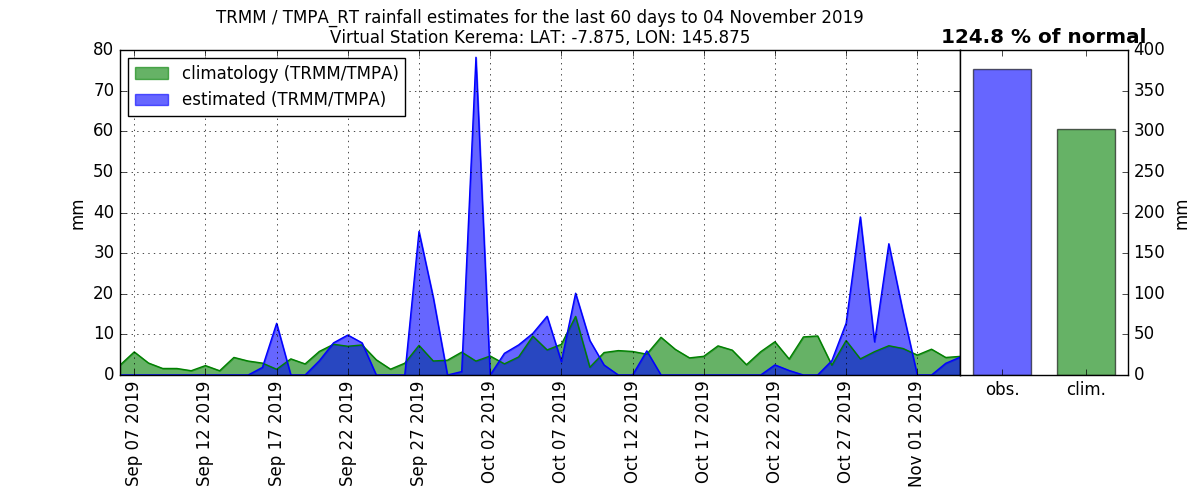 TRMM / TMPA_RT rainfall estimates for the last 60 days to 04 November 2019
Virtual Station Kerema: LAT: -7.875, LON: 145.875
124.8 % of normal
climatology (TRMM/TMPA)
estimated (TRMM/TMPA)
80
70
60
50
40
30
20
10
0
mm
400
350
300
250
200
150
100
50
0
mm
Sep 07 2019
Sep 12 2019
Sep 17 2019
Sep 22 2019
Sep 27 2019
Oct 02 2019
Oct 07 2019
Oct 12 2019
Oct 17 2019
Oct 22 2019
Oct 27 2019
Nov 01 2019
obs.
clim.